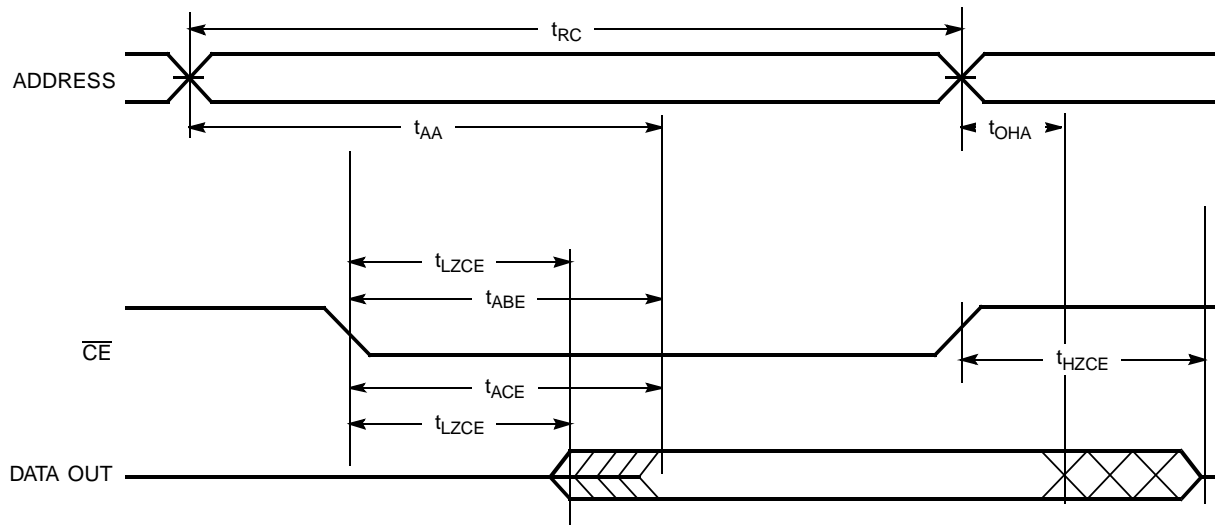 tRC
ADDRESS
tAA
tOHA
tLZCE
tABE
CE
tHZCE
tACE
tLZCE
DATA OUT